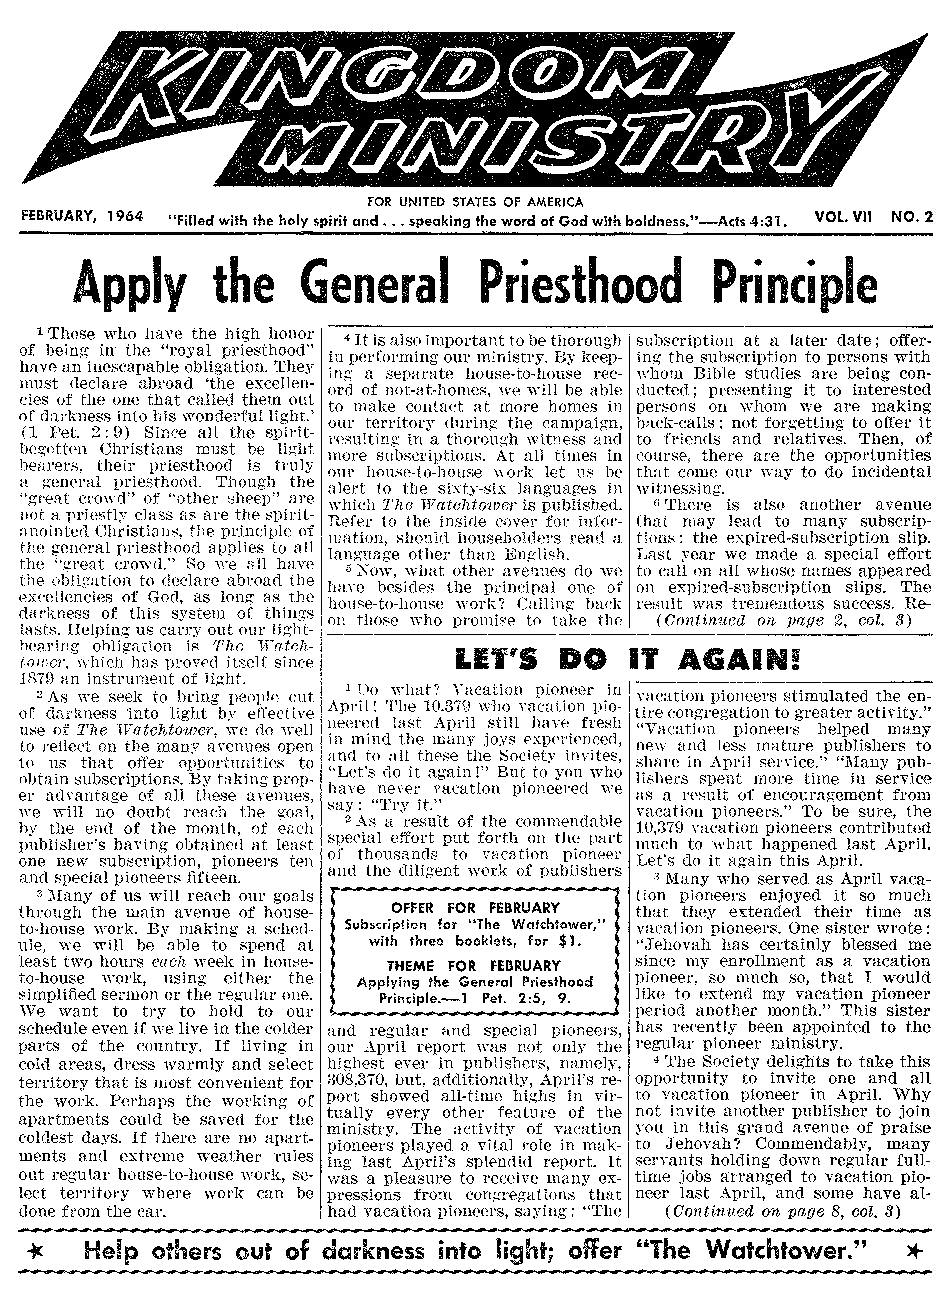 KINGDOM
MINISTRY
FOR UNITED STATES OF AMERICA
FEBRUARY, 1964 "Filled with the holy spirit and . . . speaking the word of God with boldness."—Acts 4:31. VOL. VII NO. 2
Apply the General Priesthood Principle
1 Those who have the high honor
of being in the "royal priesthood"
have an inescapable obligation. They
must declare abroad 'the excellen-
cies of the one that called them out
of darkness into his wonderful light.'
(1 Pet. 2:9) Since all the spirit-
begotten Christians must be light
bearers, their priesthood is truly
a general priesthood. Though the
"great crowd" of "other sheep" are
not a priestly class as are the spirit-
anointed Christians, the principle of
the general priesthood applies to all
the "great crowd." So we all have
the obligation to declare abroad the
excellencies of God, as long as the
darkness of this system of things
lasts. Helping us carry out our light-
bearing obligation is The Watch-
tower, which has proved itself since
1879 an instrument of light.
2 As we seek to bring people out
of darkness into light by effective
use of The Watchtower, we do well
to reflect on the many avenues open
to us that offer opportunities to
obtain subscriptions. By taking prop-
er advantage of all these avenues,
we will no doubt reach the goal,
by the end of the month, of each
publisher's having obtained at least
one new subscription, pioneers ten
and special pioneers fifteen.
3 Many of us will reach our goals
through the main avenue of house-
to-house work. By making a sched-
ule, we will be able to spend at
least two hours each week in house-
to-house work, using either the
simplified sermon or the regular one.
We want to try to hold to our
schedule even if we live in the colder
parts of the country. If living in
cold areas, dress warmly and select
territory that is most convenient for
the work. Perhaps the working of
apartments could be saved for the
coldest days. If there are no apart-
ments and extreme weather rules
out regular house-to-house work, se-
lect territory where work can be
done from the car.
4 It is also important to be thorough
in performing our ministry. By keep-
ing a separate house-to-house rec-
ord of not-at-homes, we will be able
to make contact at more homes in
our territory during the campaign,
resulting in a thorough witness and
more subscriptions. At all times in
our house-to-house work let us be
alert to the sixty-six languages in
which The Watchtower is published.
Refer to the inside cover for infor-
mation, should householders read a
language other than English.
5 Now, what other avenues do we
have besides the principal one of
house-to-house work? Calling back
on those who promise to take the
subscription at a later date; offer-
ing the subscription to persons with
whom Bible studies are being con-
ducted; presenting it to interested
persons on whom we are making
back-calls; not forgetting to offer it
to friends and relatives. Then, of
course, there are the opportunities
that come our way to do incidental
witnessing.
6 There is also another avenue
that may lead to many subscrip-
tions: the expired-subscription slip.
Last year we made a special effort
to call on all whose names appeared
on expired-subscription slips. The
result was tremendous success. Re-
(Continued on page 2, col. 3)
LET'S DO IT AGAIN!
1 Do what? Vacation pioneer in
April! The 10,379 who vacation pio-
neered last April still have fresh
in mind the many joys experienced,
and to all these the Society invites,
"Let's do it again!" But to you who
have never vacation pioneered we
say: "Try it."
2 As a result of the commendable
special effort put forth on the part
of thousands to vacation pioneer
and the diligent work of publishers
OFFER FOR FEBRUARY
Subscription for "The Watchtower,"
with three booklets, for $1.
THEME FOR FEBRUARY
Applying the General Priesthood
Principle.—1 Pet. 2:5, 9.
and regular and special pioneers,
our April report was not only the
highest ever in publishers, namely,
308,370, but, additionally, April's re-
port showed all-time highs in vir-
tually every other feature of the
ministry. The activity of vacation
pioneers played a vital role in mak-
ing last April's splendid report. It
was a pleasure to receive many ex-
pressions from congregations that
had vacation pioneers, saying: "The
vacation pioneers stimulated the en-
tire congregation to greater activity."
"Vacation pioneers helped many
new and less mature publishers to
share in April service." "Many pub-
lishers spent more time in service
as a result of encouragement from
vacation pioneers." To be sure, the
10,379 vacation pioneers contributed
much to what happened last April.
Let's do it again this April.
3 Many who served as April vaca-
tion pioneers enjoyed it so much
that they extended their time as
vacation pioneers. One sister wrote:
"Jehovah has certainly blessed me
since my enrollment as a vacation
pioneer, so much so, that I would
like to extend my vacation pioneer
period another month." This sister
has recently been appointed to the
regular pioneer ministry.
4 The Society delights to take this
opportunity to invite one and all
to vacation pioneer in April. Why
not invite another publisher to join
you in this grand avenue of praise
to Jehovah? Commendably, many
servants holding down regular full-
time jobs arranged to vacation pio-
neer last April, and some have al-
(Continued on page 8, col. 3)
★ Help others out of darkness into light; offer "The Watchtower." ★